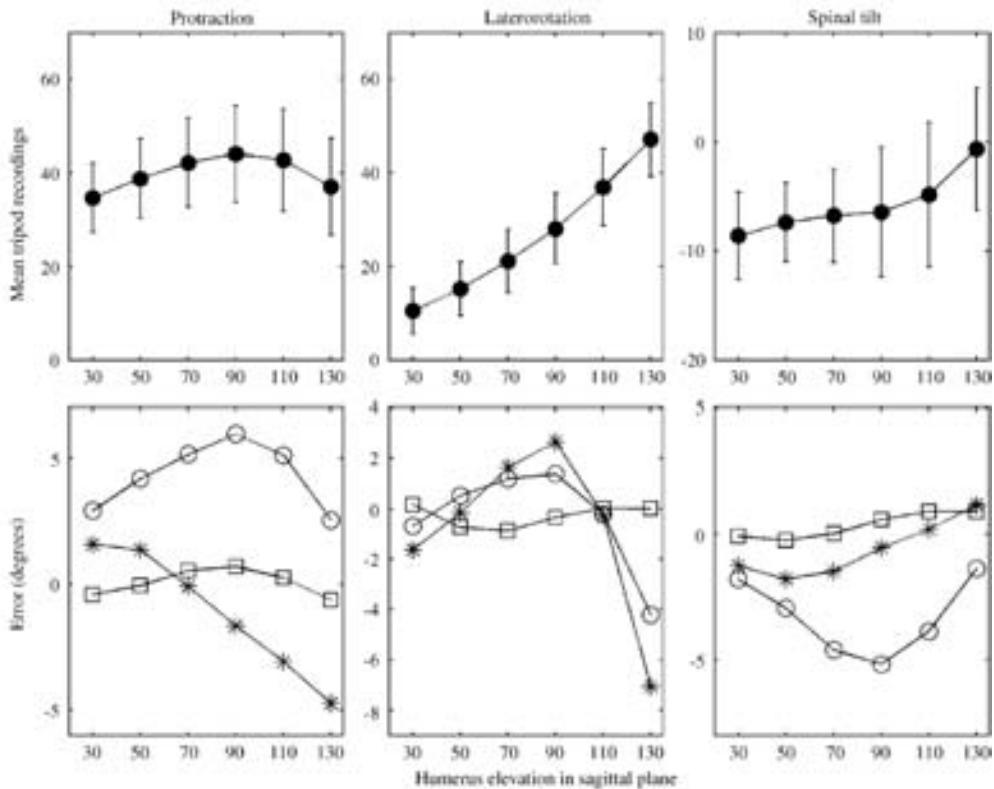 Protraction Laterorotation Spinal tilt
Mean tripod recordings
60
40
20
0
30 50 70 90 110 130
60
40
20
0
30 50 70 90 110 130
10
0
-10
-20
30 50 70 90 110 130
Error (degrees)
5
0
-5
30 50 70 90 110 130
4
2
0
-2
-4
-6
-8
30 50 70 90 110 130
5
0
-5
30 50 70 90 110 130
Humerus elevation in sagittal plane